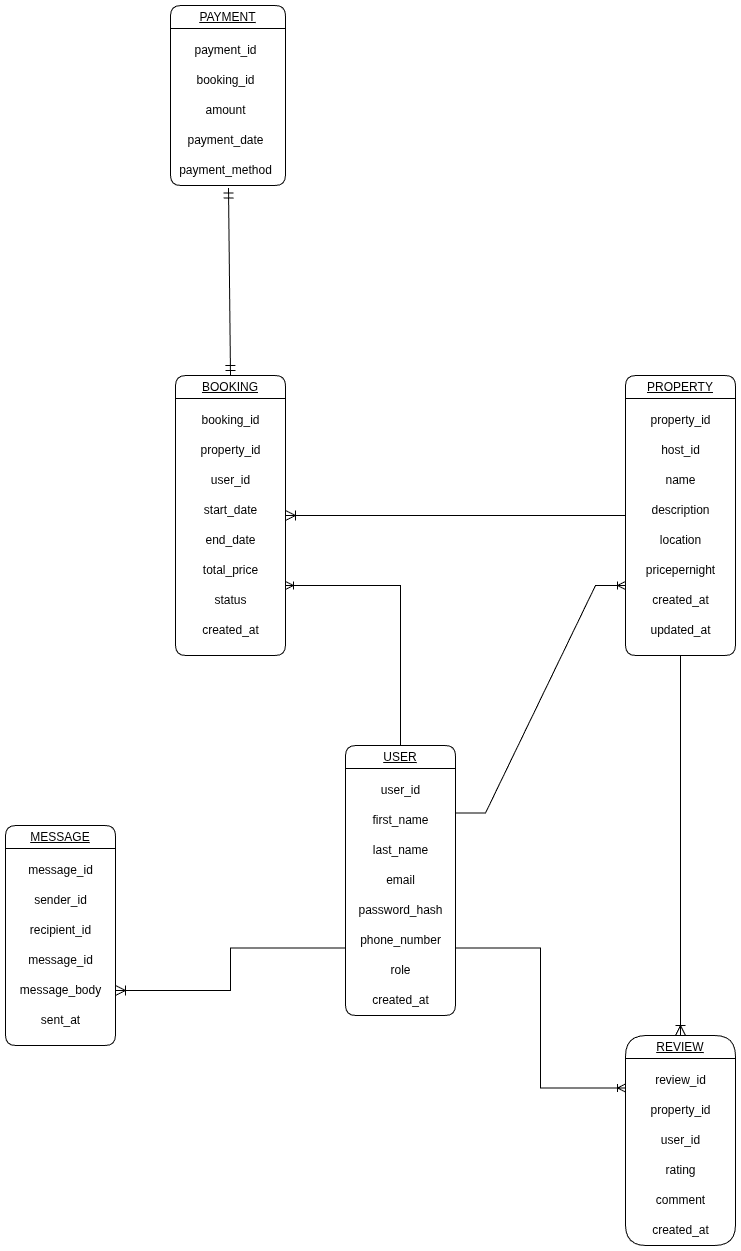 PAYMENT
payment_id
booking_id
amount
payment_date
payment_method
BOOKING
booking_id
property_id
user_id
start_date
end_date
total_price
status
created_at
PROPERTY
property_id
host_id
name
description
location
pricepernight
created_at
updated_at
USER
user_id
first_name
last_name
email
password_hash
phone_number
role
created_at
MESSAGE
message_id
sender_id
recipient_id
message_id
message_body
sent_at
REVIEW
review_id
property_id
user_id
rating
comment
created_at